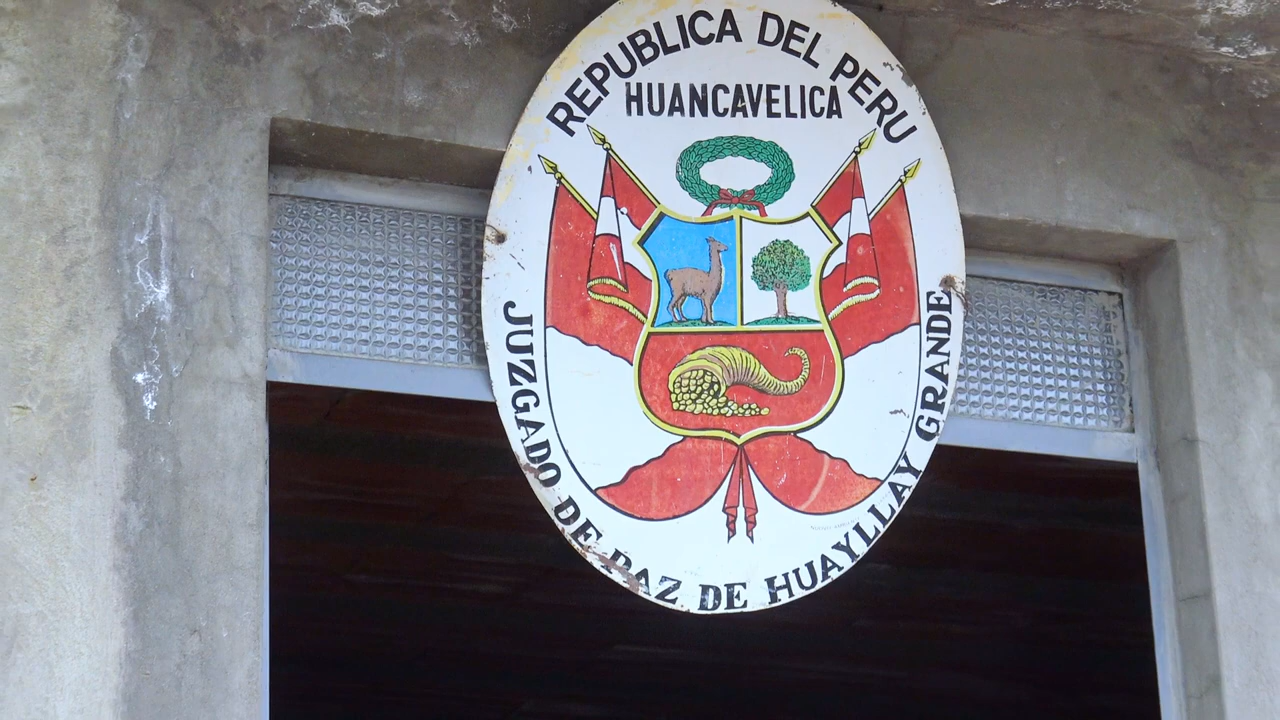 REPUBLICA DEL PERU
HUANCAVELICA
JUZGADO DE PAZ DE HUAYLLAY GRANDE